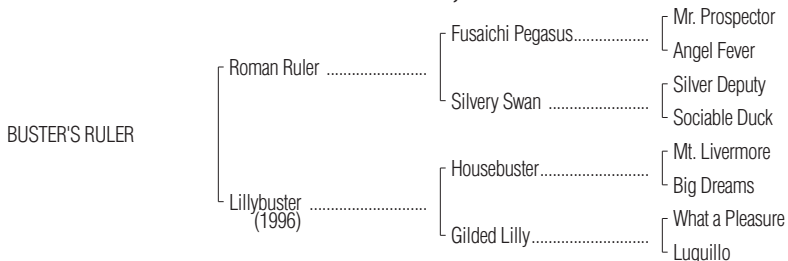 Mr. Prospector
Fusaichi Pegasus..................
Angel Fever
Roman Ruler ........................
Silver Deputy
Silvery Swan ........................
Sociable Duck
BUSTER'S RULER
Mt. Livermore
Housebuster..........................
Big Dreams
Lillybuster ............................
(1996)
What a Pleasure
Gilded Lilly............................
Luquillo